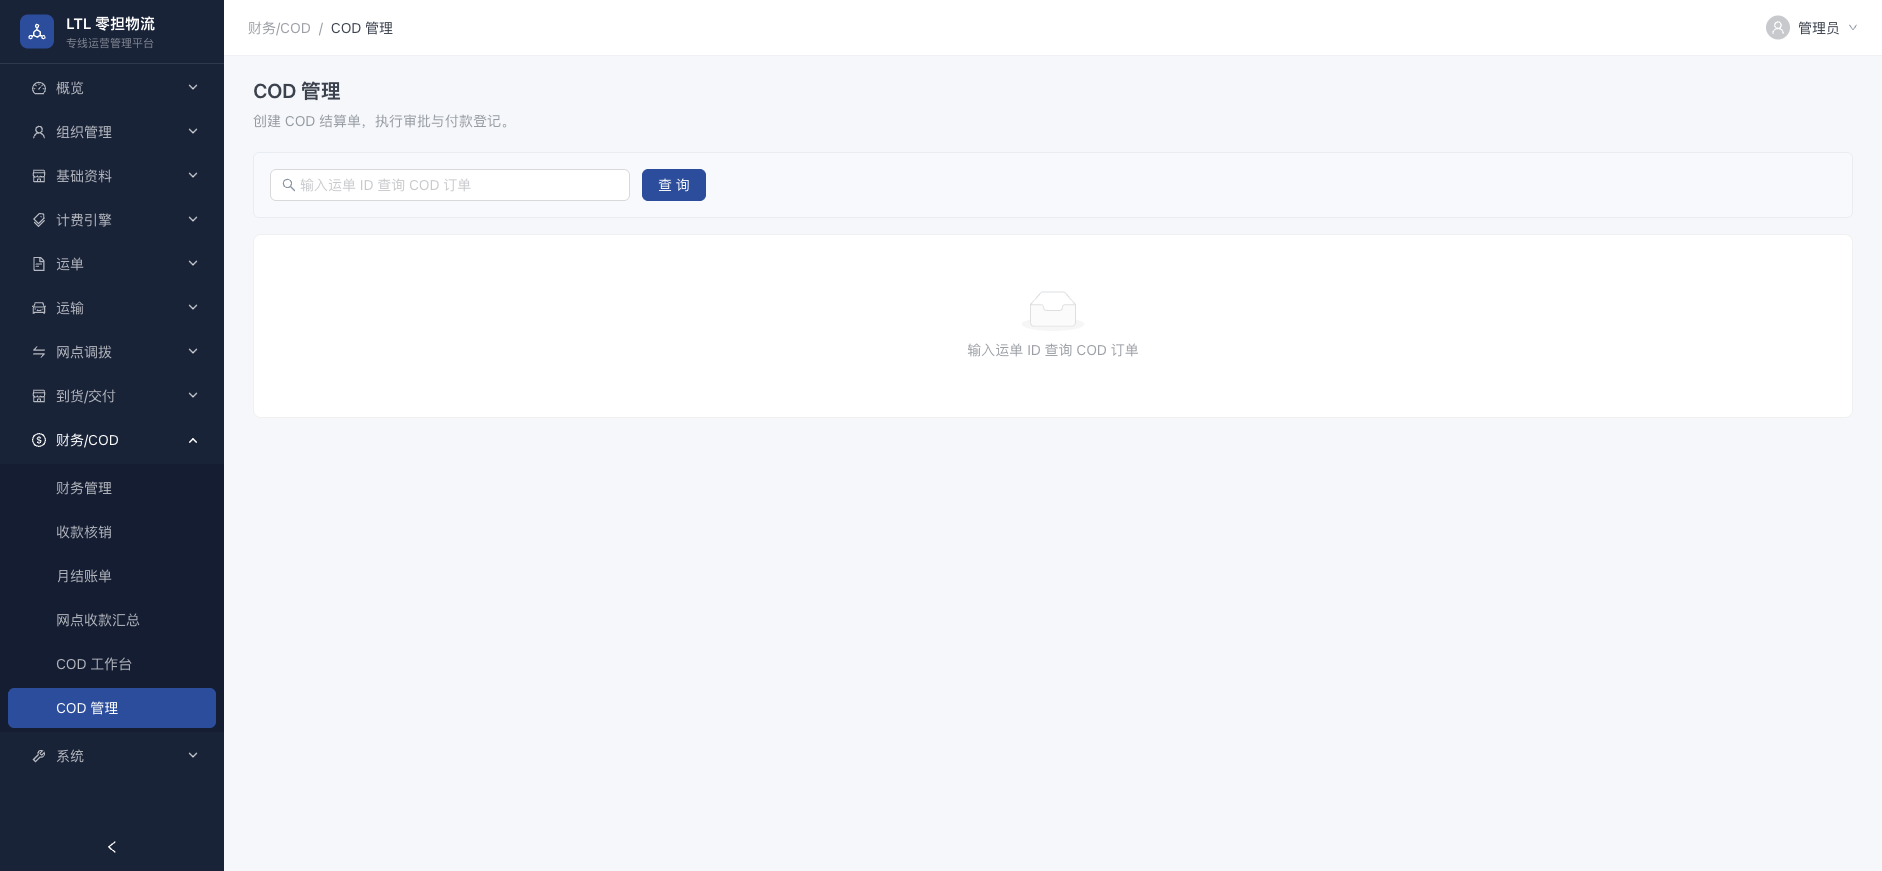 LTL 零担物流
专线运营管理平台
概览
组织管理
基础资料
计费引擎
运单
运输
网点调拨
到货/交付
财务/COD
财务管理
收款核销
月结账单
网点收款汇总
COD 工作台
COD 管理
系统
财务/COD / COD 管理
管理员
COD 管理
创建 COD 结算单，执行审批与付款登记。
输入运单 ID 查询 COD 订单
查 询
输入运单 ID 查询 COD 订单